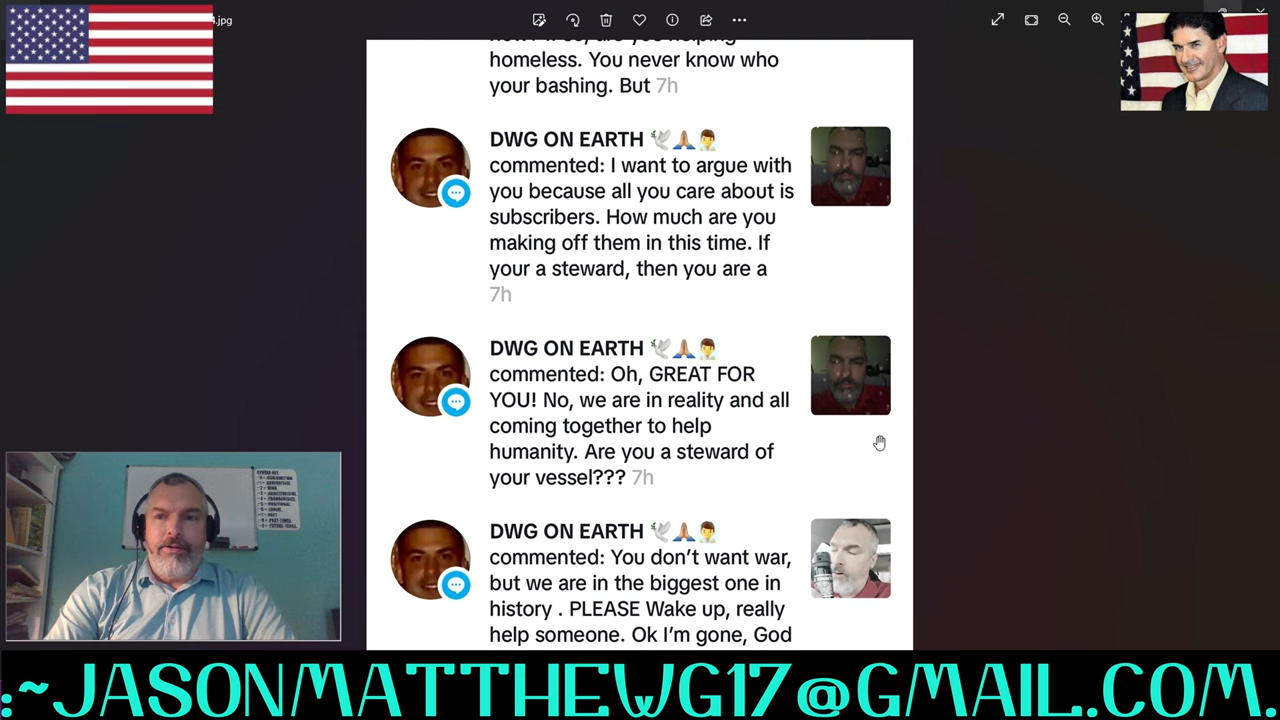 4.jpg
homeless. You never know who
your bashing. But 7h
DWG ON EARTH 🕊️🙏🏽👨‍⚕️
commented: I want to argue with
you because all you care about is
subscribers. How much are you
making off them in this time. If
your a steward, then you are a
7h
DWG ON EARTH 🕊️🙏🏽👨‍⚕️
commented: Oh, GREAT FOR
YOU! No, we are in reality and all
coming together to help
humanity. Are you a steward of
your vessel??? 7h
DWG ON EARTH 🕊️🙏🏽👨‍⚕️
commented: You don’t want war,
but we are in the biggest one in
history . PLEASE Wake up, really
help someone. Ok I’m gone, God
:~JASONMATTHEWG17@GMAIL.COM.